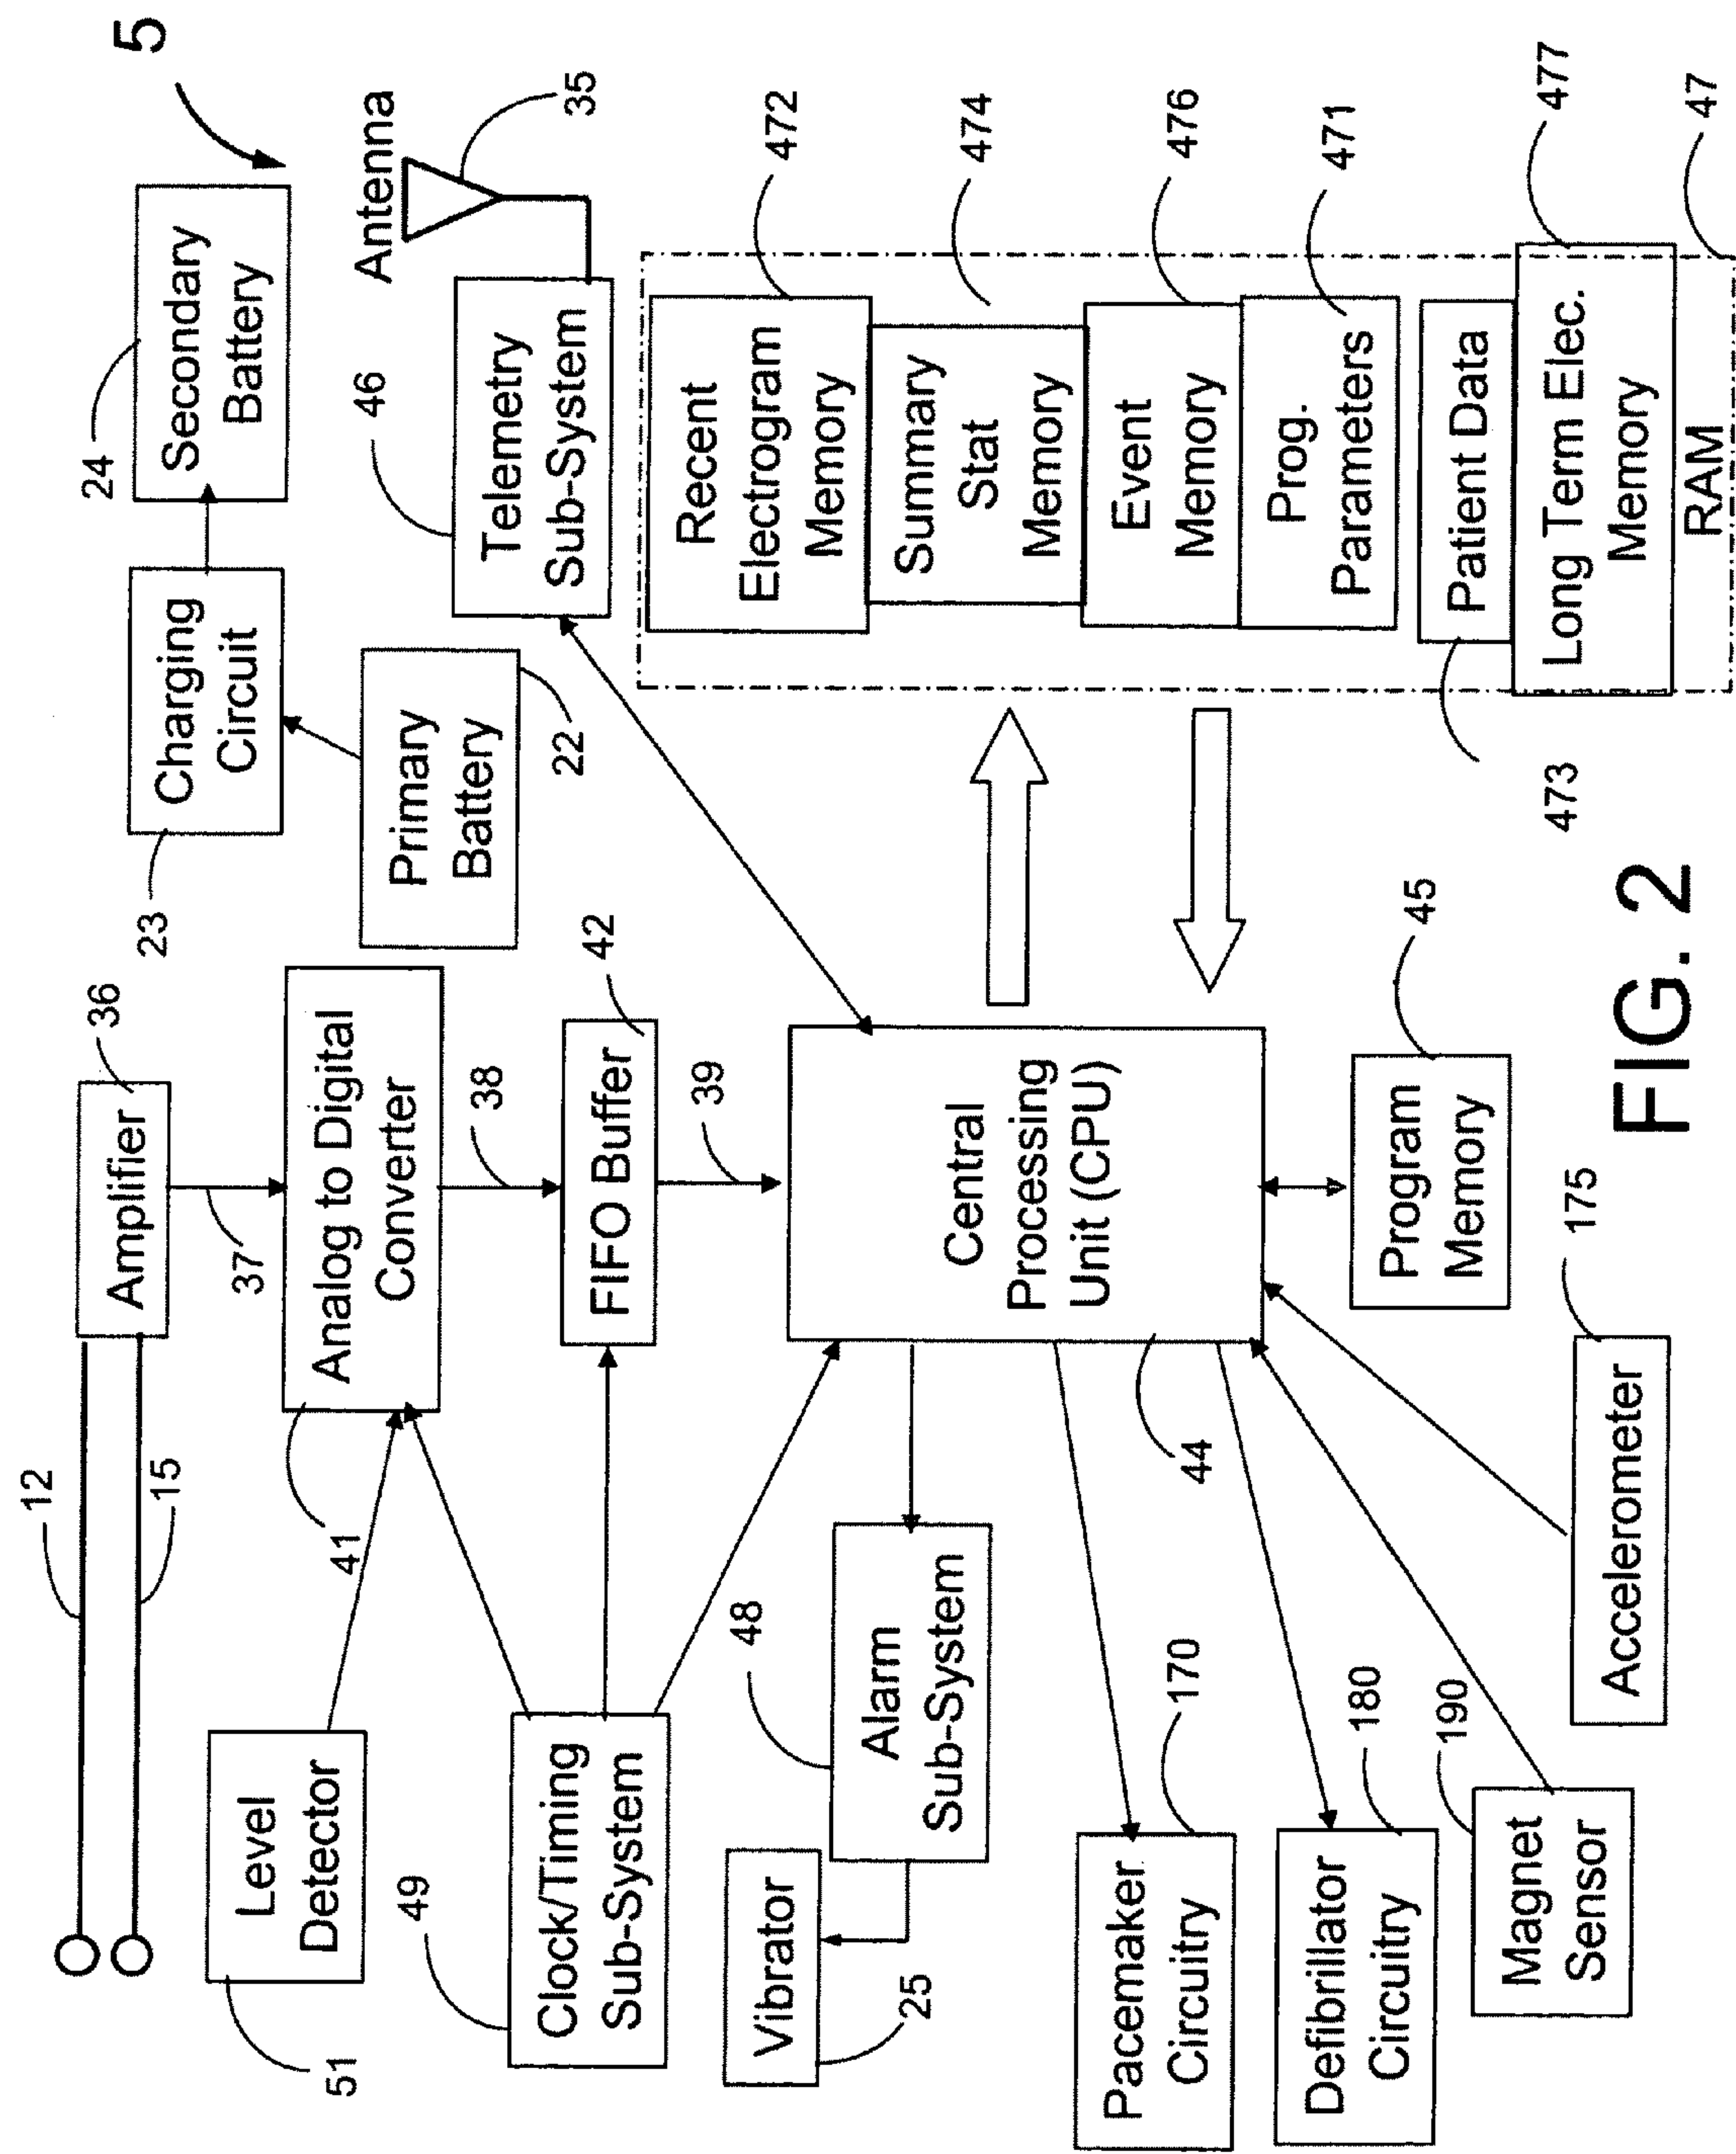 5
12
15
Amplifier
36
37
Level
Detector
51
Analog to Digital
Converter
41
38
Charging
Circuit
23
Secondary
Battery
24
Primary
Battery
22
Antenna
35
Telemetry
Sub-System
46
Clock/Timing
Sub-System
49
FIFO Buffer
42
39
Vibrator
25
Alarm
Sub-System
48
Central
Processing
Unit (CPU)
44
Recent
Electrogram
Memory
472
Summary
Stat
Memory
474
Event
Memory
476
Prog.
Parameters
471
Patient Data
473
Long Term Elec.
Memory
477
RAM
47
Pacemaker
Circuitry
170
Defibrillator
Circuitry
180
Magnet
Sensor
190
Accelerometer
175
Program
Memory
45
FIG. 2